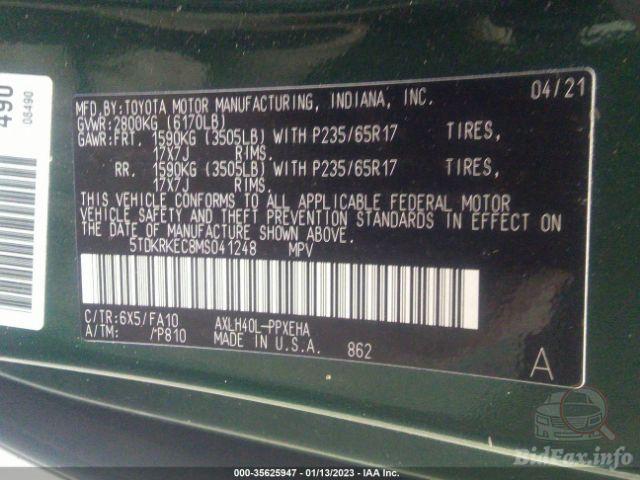 490
08490
MFD.BY:TOYOTA MOTOR MANUFACTURING, INDIANA, INC. 04/21
GVWR:2800KG (6170LB)
GAWR:FRT. 1590KG (3505LB) WITH P235/65R17 TIRES,
17X7J RIMS.
RR. 1590KG (3505LB) WITH P235/65R17 TIRES,
17X7J RIMS.
THIS VEHICLE CONFORMS TO ALL APPLICABLE FEDERAL MOTOR
VEHICLE SAFETY AND THEFT PREVENTION STANDARDS IN EFFECT ON
THE DATE OF MANUFACTURE SHOWN ABOVE.
5TDKRKEC8MS041248 MPV
C/TR:6X5/FA10 AXLH40L-PPXEHA
A/TM: /P810 MADE IN U.S.A. 862 A
BidFax.info
000-35625947 - 01/13/2023 - IAA Inc.